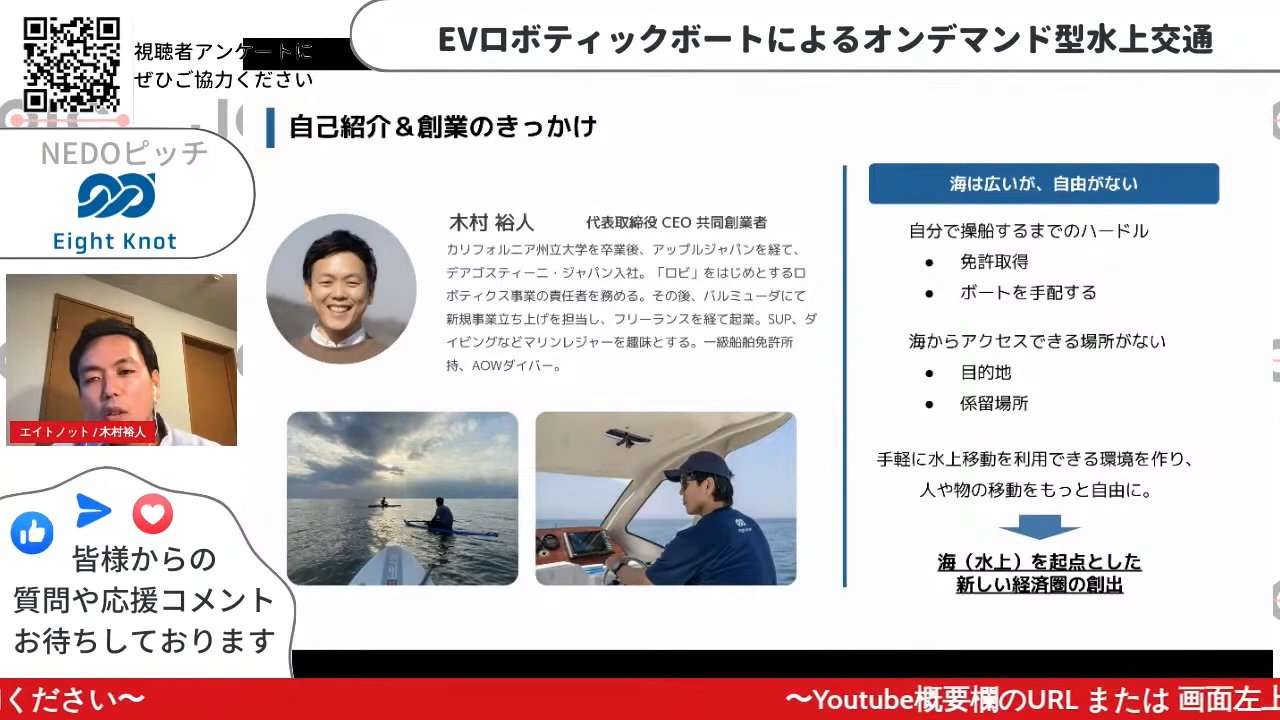 視聴者アンケートに
ぜひご協力ください
EVロボティックボートによるオンデマンド型水上交通
NEDOピッチ
Eight Knot
エイトノット / 木村裕人
皆様からの
質問や応援コメント
お待ちしております
自己紹介＆創業のきっかけ
木村 裕人 代表取締役 CEO 共同創業者
カリフォルニア州立大学を卒業後、アップルジャパンを経て、
デアゴスティーニ・ジャパン入社。「ロビ」をはじめとするロ
ボティクス事業の責任者を務める。その後、バルミューダにて
新規事業立ち上げを担当し、フリーランスを経て起業。SUP、ダ
イビングなどマリンレジャーを趣味とする。一級船舶免許所
持、AOWダイバー。
海は広いが、自由がない
自分で操船するまでのハードル
● 免許取得
● ボートを手配する
海からアクセスできる場所がない
● 目的地
● 係留場所
手軽に水上移動を利用できる環境を作り、
人や物の移動をもっと自由に。
海（水上）を起点とした
新しい経済圏の創出
ください〜 〜Youtube概要欄のURL または 画面左上